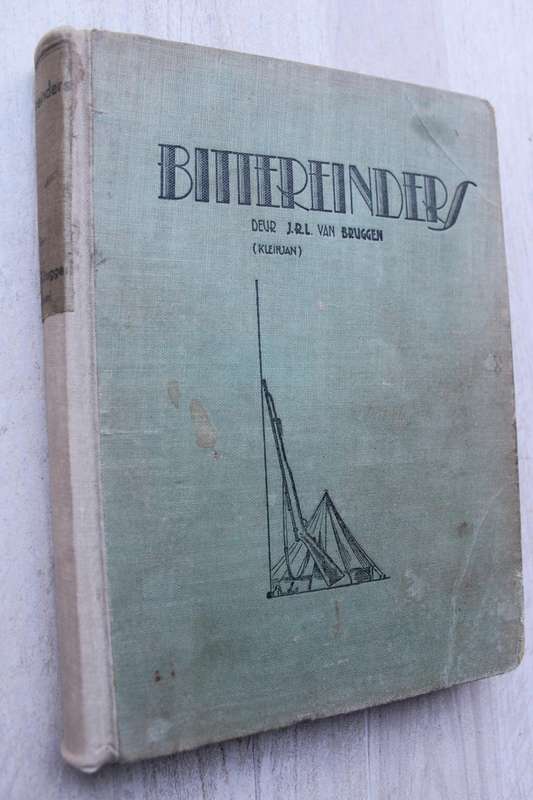 BITTEREINDERS
DEUR J.R.L. VAN BRUGGEN
(KLEINJAN)